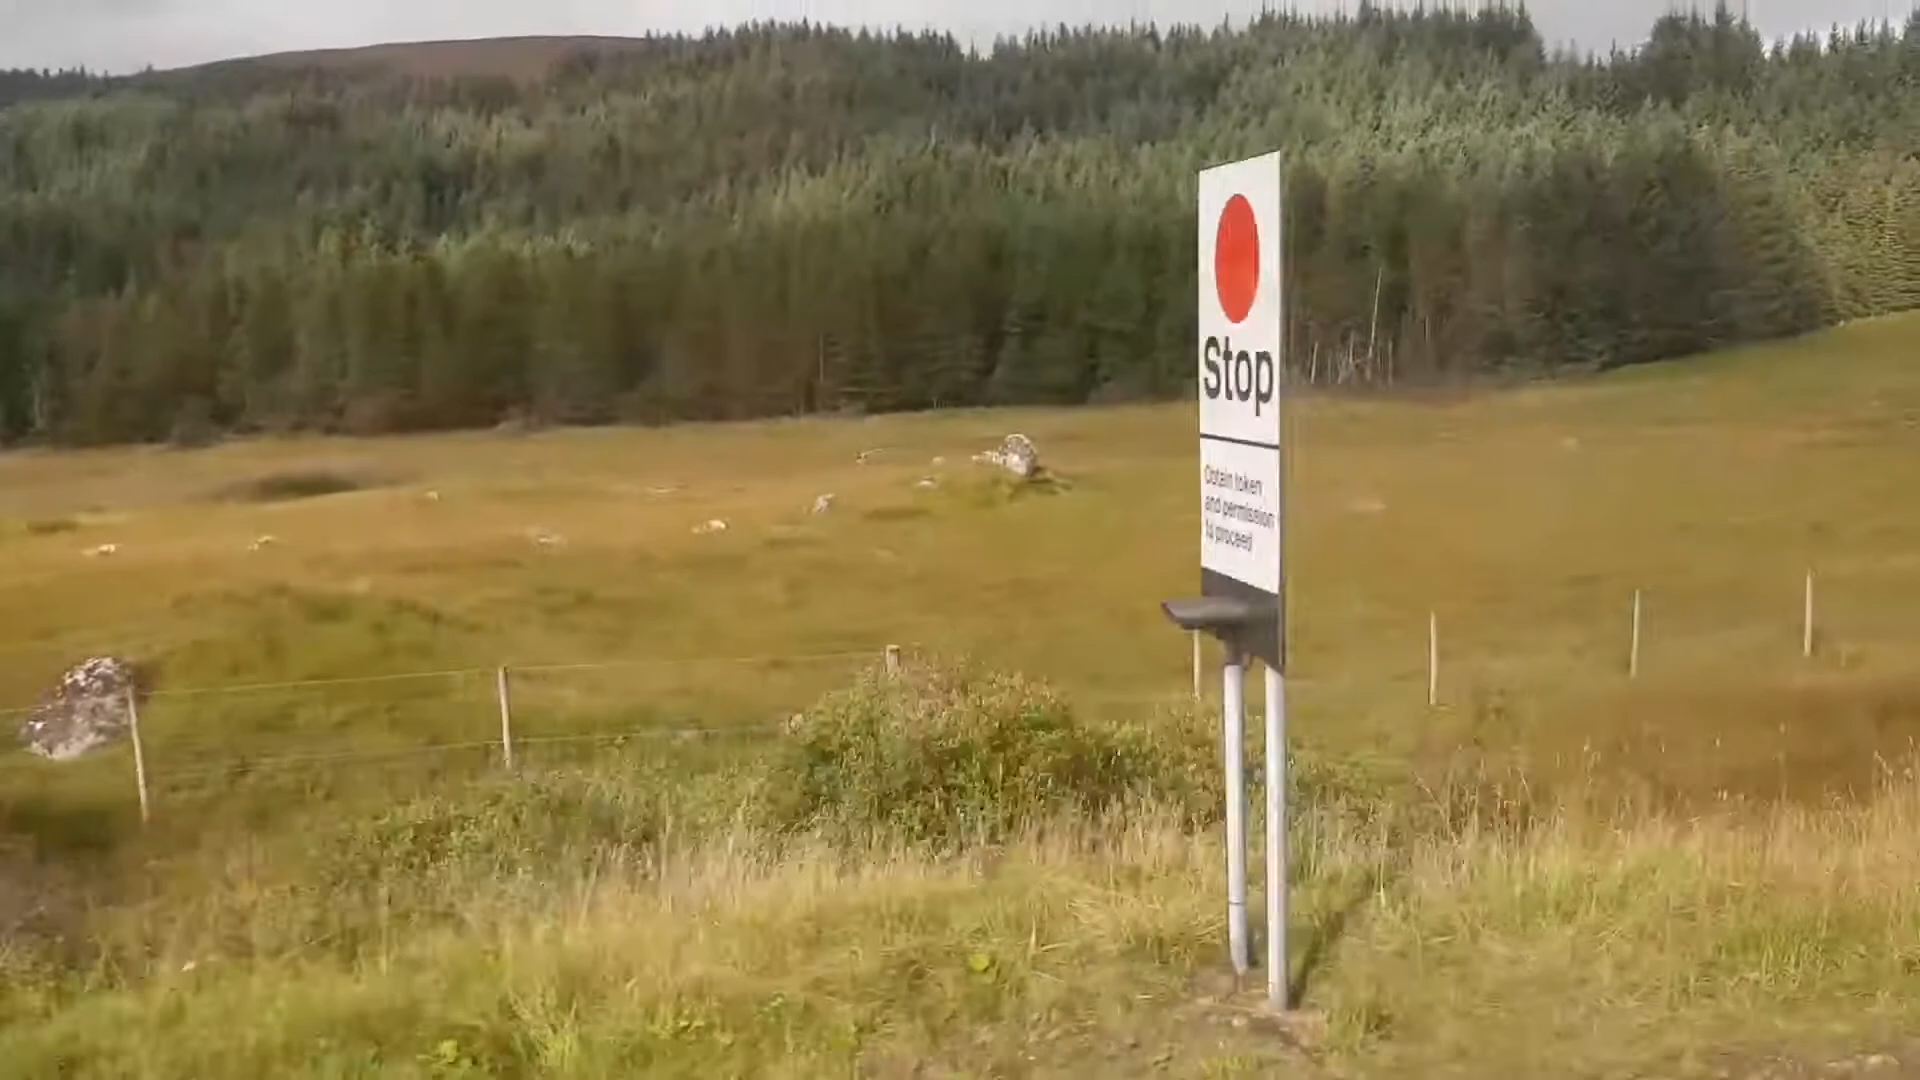 Stop
Obtain token
and permission
to proceed